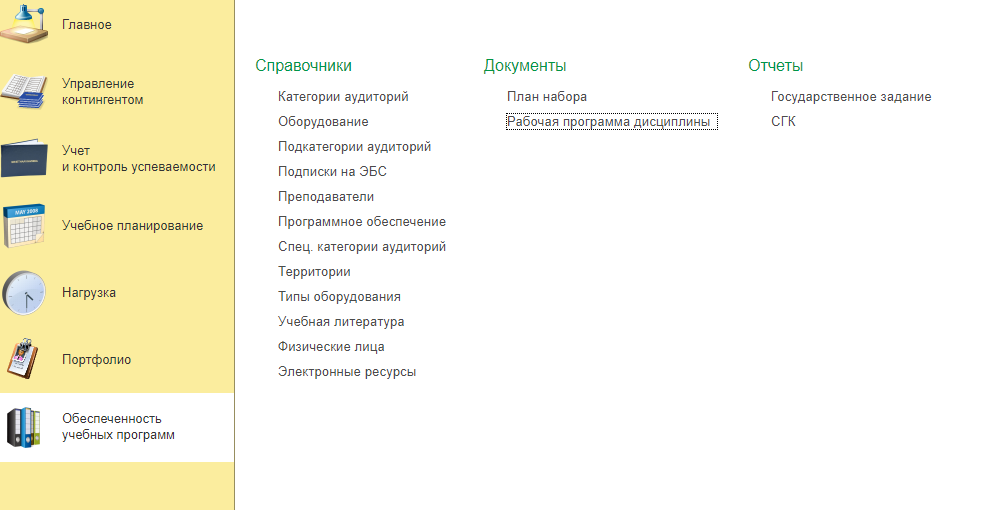 Главное
Управление
контингентом
Учет
и контроль успеваемости
MAY 2008
Учебное планирование
Нагрузка
Портфолио
Обеспеченность
учебных программ
Справочники
Категории аудиторий
Оборудование
Подкатегории аудиторий
Подписки на ЭБС
Преподаватели
Программное обеспечение
Спец. категории аудиторий
Территории
Типы оборудования
Учебная литература
Физические лица
Электронные ресурсы
Документы
План набора
Рабочая программа дисциплины
Отчеты
Государственное задание
СГК